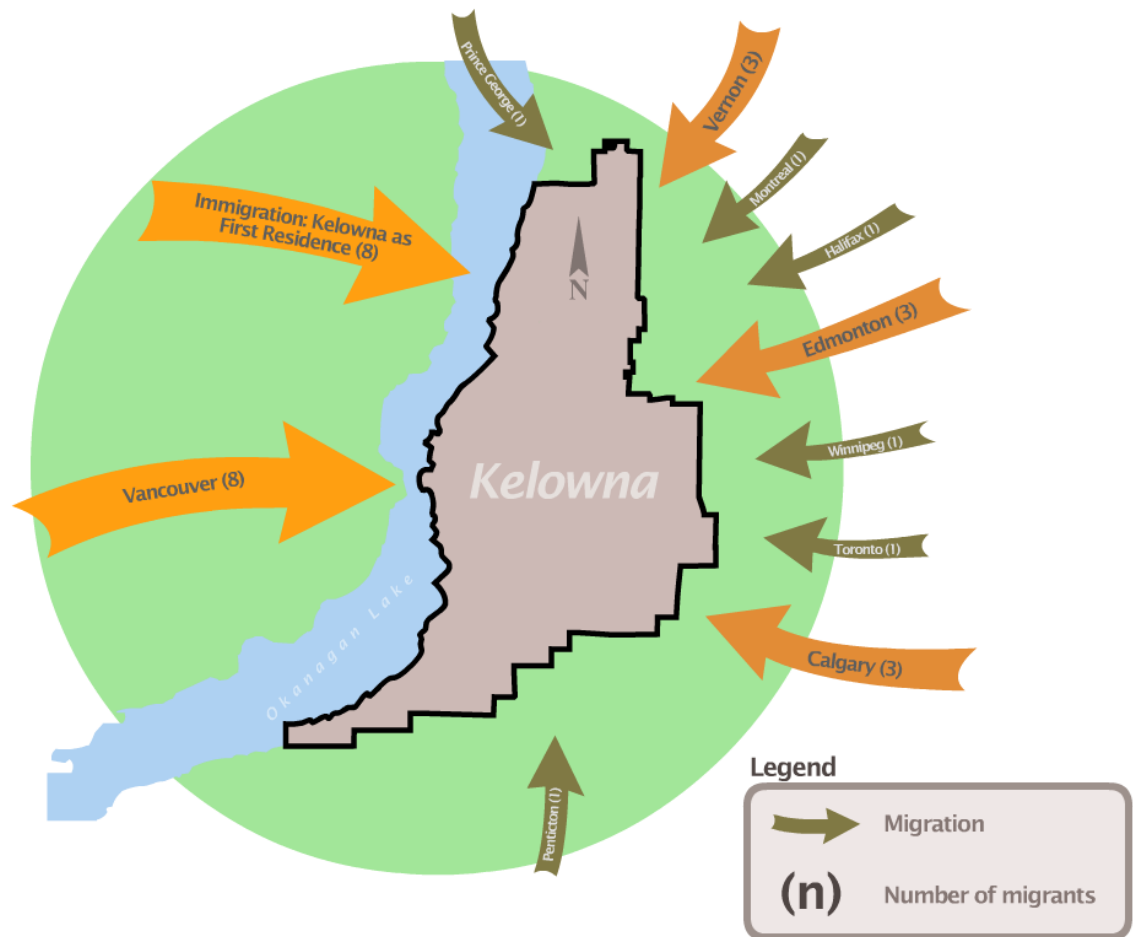 Prince George (1)
Vernon (3)
Montreal (1)
Immigration: Kelowna as
First Residence (8)
Halifax (1)
N
Edmonton (3)
Winnipeg (1)
Kelowna
Vancouver (8)
Toronto (1)
Okanagan Lake
Calgary (3)
Penticton (1)
Legend
Migration
(n) Number of migrants